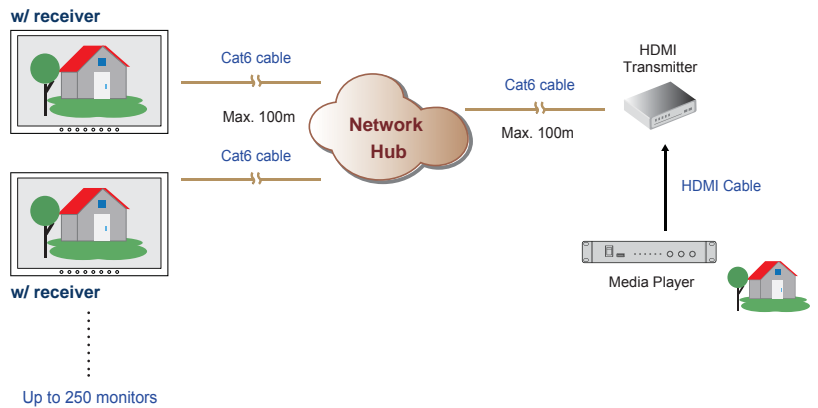 w/ receiver
Cat6 cable
Max. 100m
Cat6 cable
Network
Hub
Cat6 cable
Max. 100m
HDMI
Transmitter
HDMI Cable
Media Player
w/ receiver
Up to 250 monitors